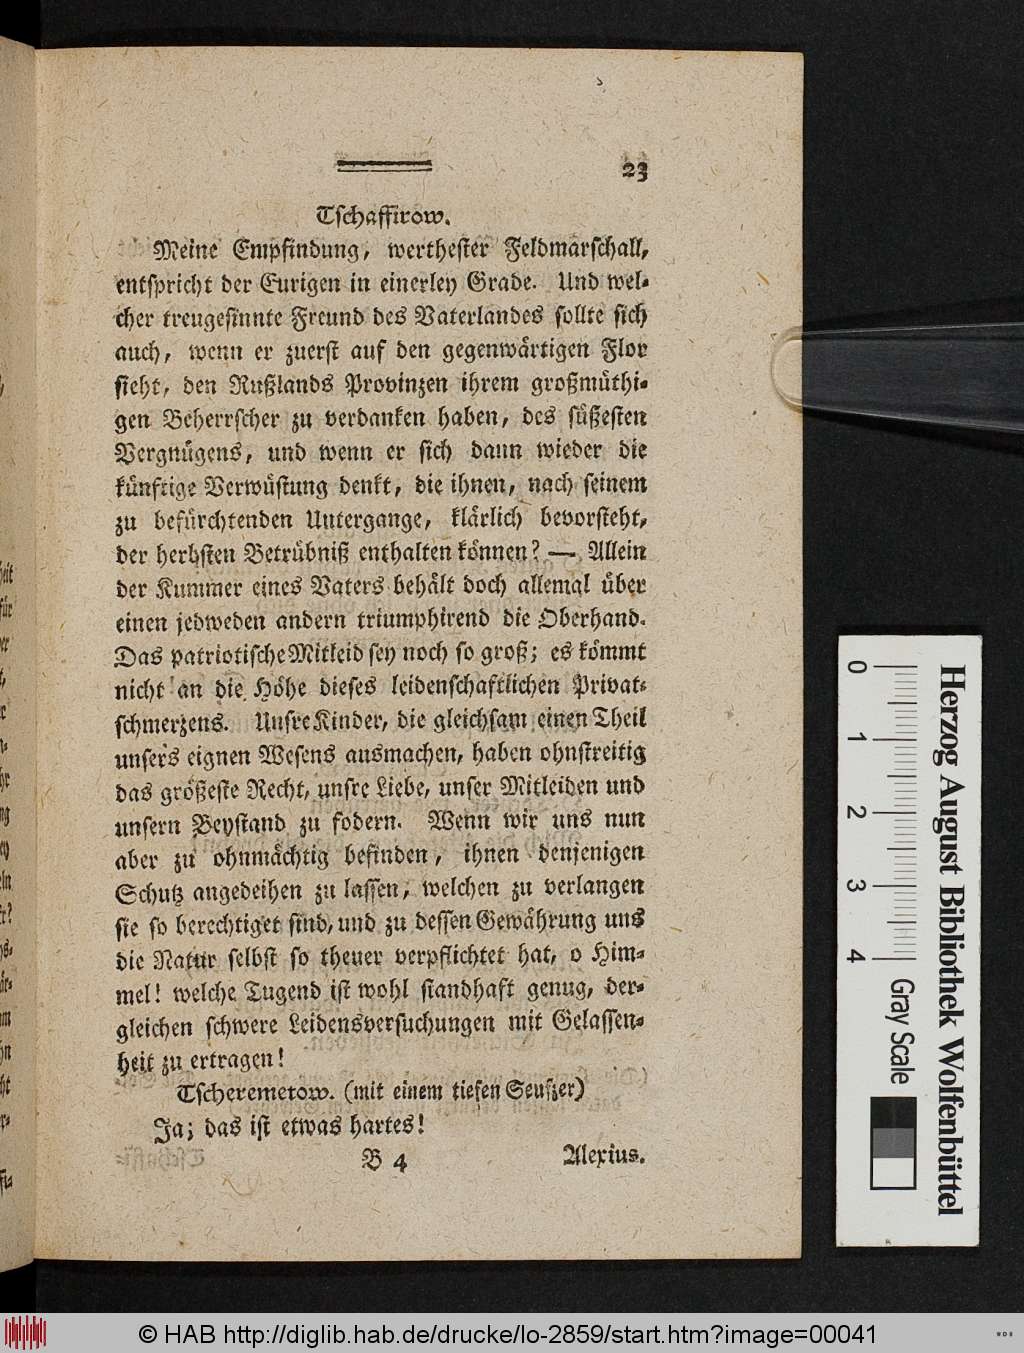 23
Tſchaffirow.
Meine Empfindung, wertheſter Feldmarſchall,
entſpricht der Eurigen in einerley Grade. Und wel-
cher treugeſinnte Freund des Vaterlandes ſollte ſich
auch, wenn er zuerſt auf den gegenwärtigen Flor
ſieht, den Rußlands Provinzen ihrem großmüthi-
gen Beherrſcher zu verdanken haben, des ſüßeſten
Vergnügens, und wenn er ſich dann wieder die
künftige Verwüſtung denkt, die ihnen, nach ſeinem
zu befürchtenden Untergange, klärlich bevorſteht,
der herbſten Betrübniß enthalten können? — Allein
der Kummer eines Vaters behält doch allemal über
einen jedweden andern triumphirend die Oberhand.
Das patriotiſche Mitleid ſey noch ſo groß; es kömmt
nicht an die Höhe dieſes leidenſchaftlichen Privat-
ſchmerzens. Unſre Kinder, die gleichſam einen Theil
unſers eignen Weſens ausmachen, haben ohnſtreitig
das größeſte Recht, unſre Liebe, unſer Mitleiden und
unſern Beyſtand zu fodern. Wenn wir uns nun
aber zu ohnmächtig befinden, ihnen denjenigen
Schutz angedeihen zu laſſen, welchen zu verlangen
ſie ſo berechtiget ſind, und zu deſſen Gewährung uns
die Natur ſelbſt ſo theuer verpflichtet hat, o Him-
mel! welche Tugend iſt wohl ſtandhaft genug, der-
gleichen ſchwere Leidensverſuchungen mit Gelaſſen-
heit zu ertragen!
Tſcheremetow. (mit einem tiefen Seufzer)
Ja; das iſt etwas hartes!
B 4 Alexius.
0 1 2 3 4 Gray Scale
Herzog August Bibliothek Wolfenbüttel
© HAB http://diglib.hab.de/drucke/lo-2859/start.htm?image=00041